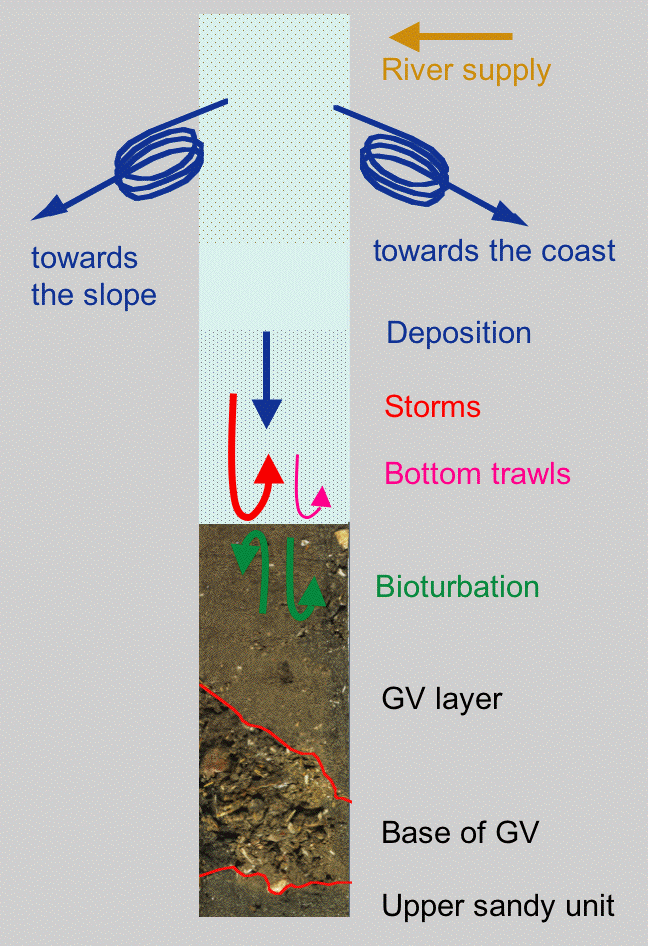 River supply
towards
the slope
towards the coast
Deposition
Storms
Bottom trawls
Bioturbation
GV layer
Base of GV
Upper sandy unit